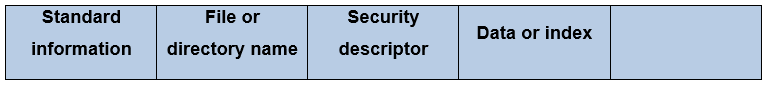 Standard
information
File or
directory name
Security
descriptor
Data or index